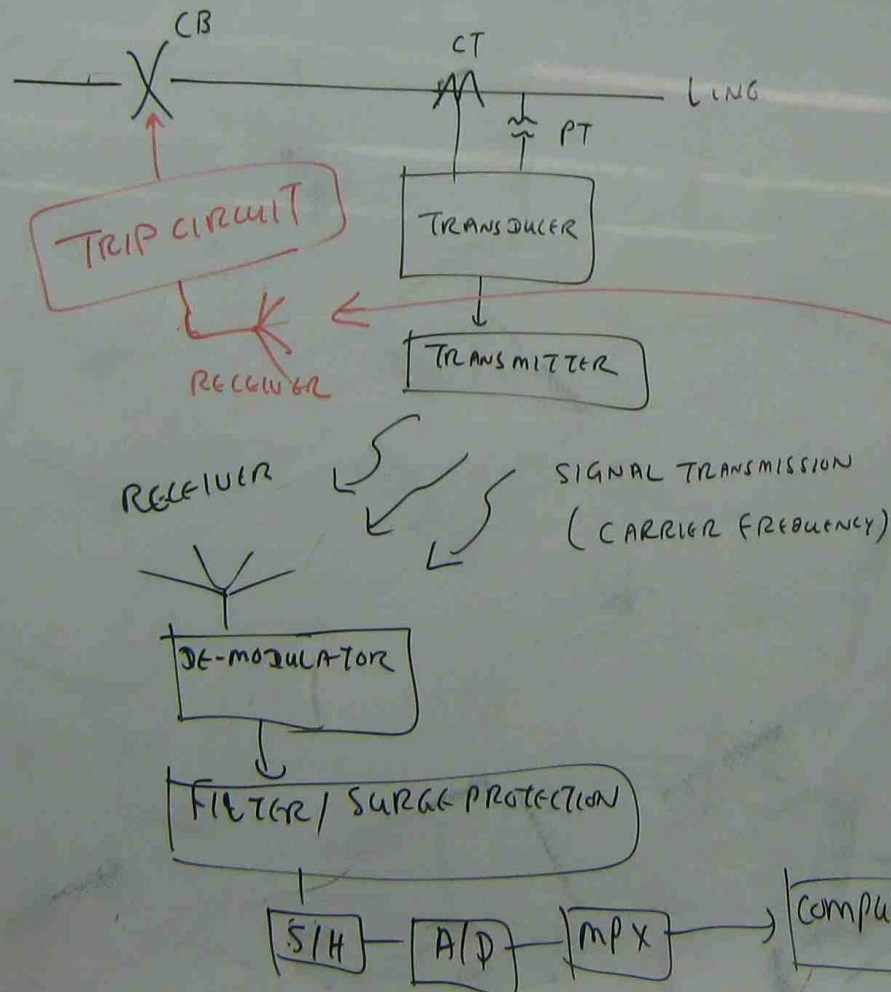 CB
CT
LINE
PT
TRIP CIRCUIT
TRANSDUCER
TRANSMITTER
RECEIVER
RECEIVER
SIGNAL TRANSMISSION
(CARRIER FREQUENCY)
DE-MODULATOR
FILTER / SURGE PROTECTION
S/H
A/D
MPX
COMPU